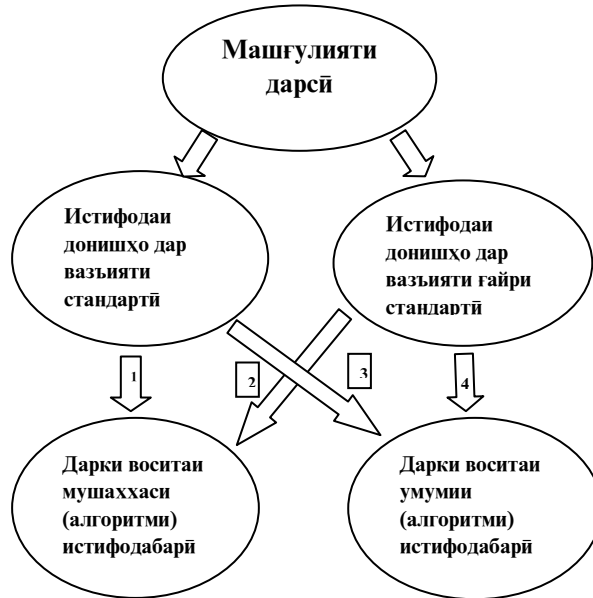 Машғулияти
дарсӣ
Истифодаи
донишҳо дар
вазъияти
стандартӣ
Истифодаи
донишҳо дар
вазъияти ғайри
стандартӣ
1
2
3
4
Дарки воситаи
мушаххаси
(алгоритми)
истифодабарӣ
Дарки воситаи
умумии
(алгоритми)
истифодабарӣ